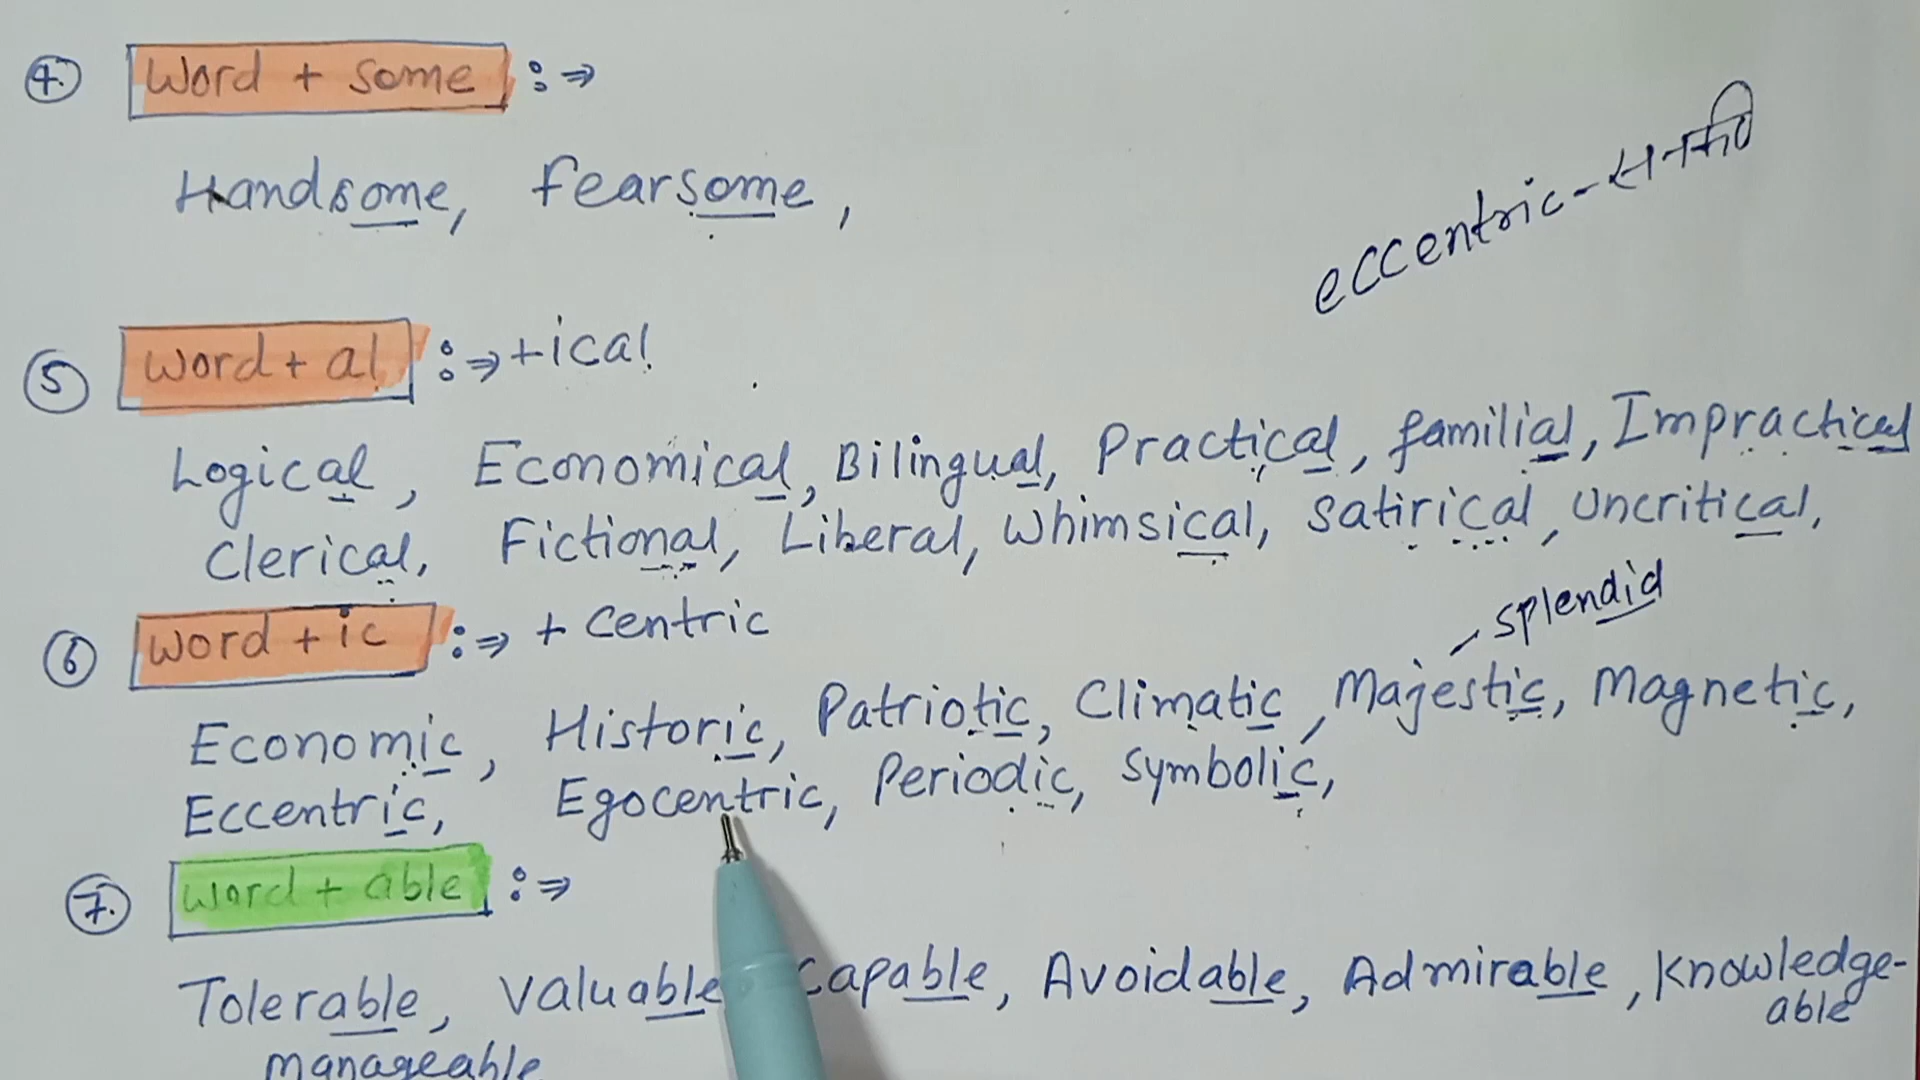 4. Word + some :⇒
Handsome, fearsome,
eccentric - सनकी
5 word + al :⇒ + ical
Logical, Economical, Bilingual, Practical, familial, Impractical
Clerical, Fictional, Liberal, Whimsical, Satirical, Uncritical,
6 word + ic :⇒ + Centric
- splendid
Economic, Historic, Patriotic, Climatic, Majestic, Magnetic,
Eccentric, Egocentric, Periodic, Symbolic,
7. word + able :⇒
Tolerable, Valuable Capable, Avoidable, Admirable, Knowledge-
able
manageable